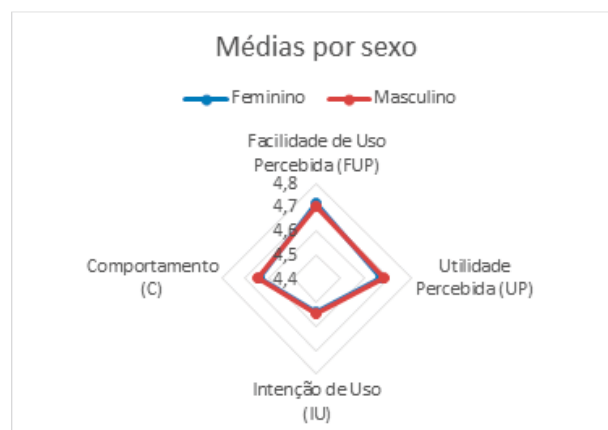 Médias por sexo
Feminino
Masculino
Facilidade de Uso
Percebida (FUP)
4,8
4,7
4,6
4,5
4,4
Comportamento
(C)
Utilidade
Percebida (UP)
Intenção de Uso
(IU)